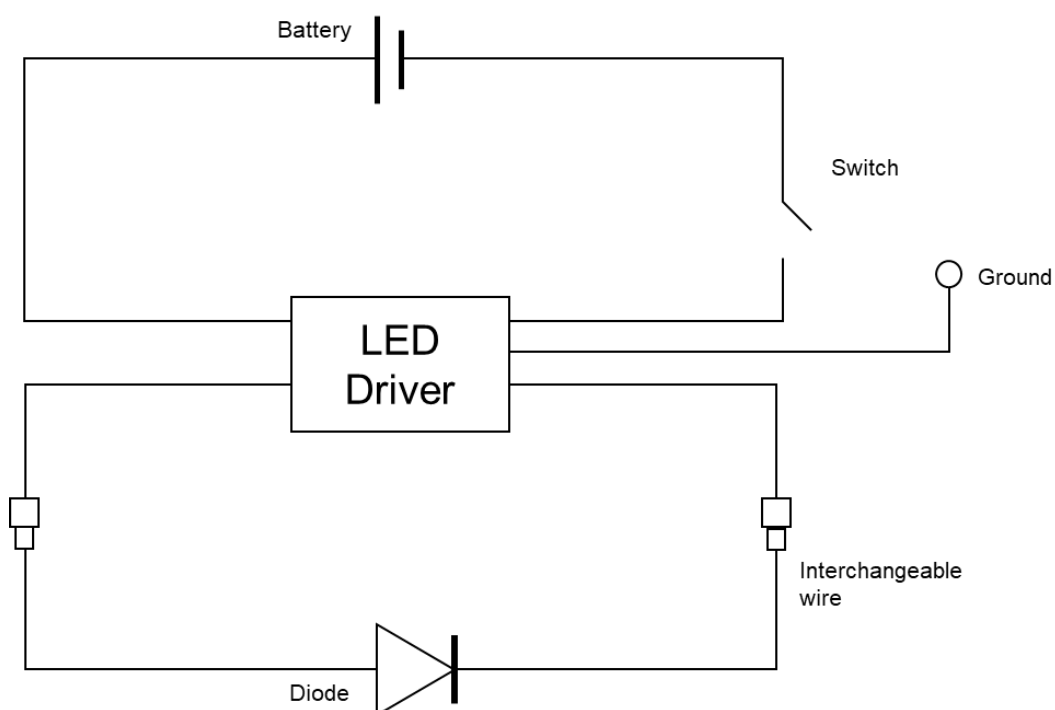 Battery
Switch
Ground
LED
Driver
Interchangeable
wire
Diode